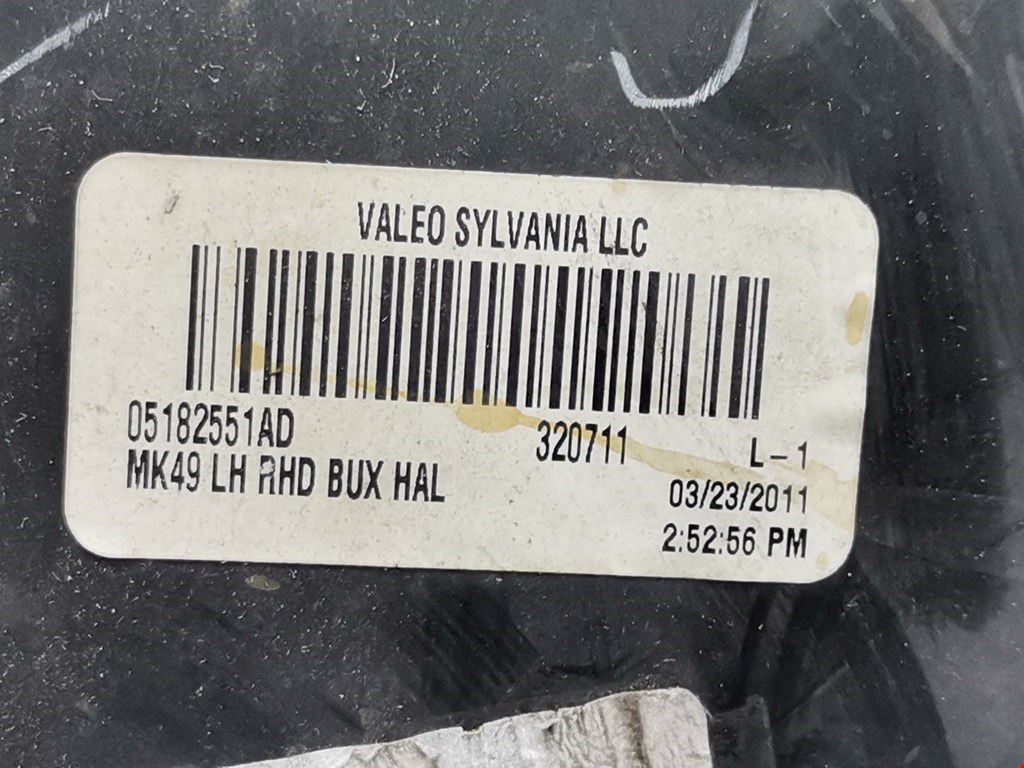 VALEO SYLVANIA LLC
05182551AD 320711 L-1
MK49 LH RHD BUX HAL 03/23/2011
2:52:56 PM